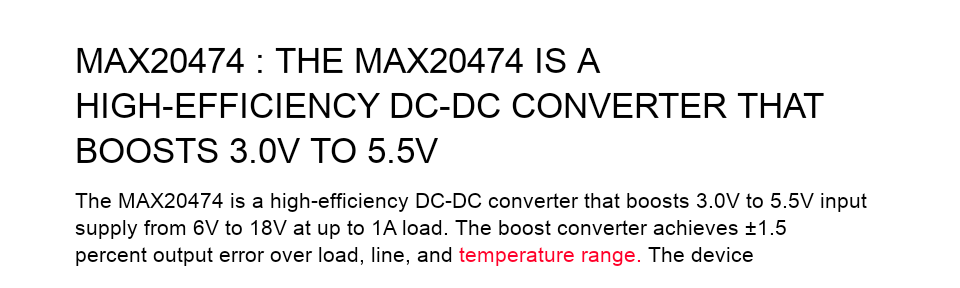 MAX20474 : THE MAX20474 IS A
HIGH-EFFICIENCY DC-DC CONVERTER THAT
BOOSTS 3.0V TO 5.5V
The MAX20474 is a high-efficiency DC-DC converter that boosts 3.0V to 5.5V input
supply from 6V to 18V at up to 1A load. The boost converter achieves ±1.5
percent output error over load, line, and temperature range. The device